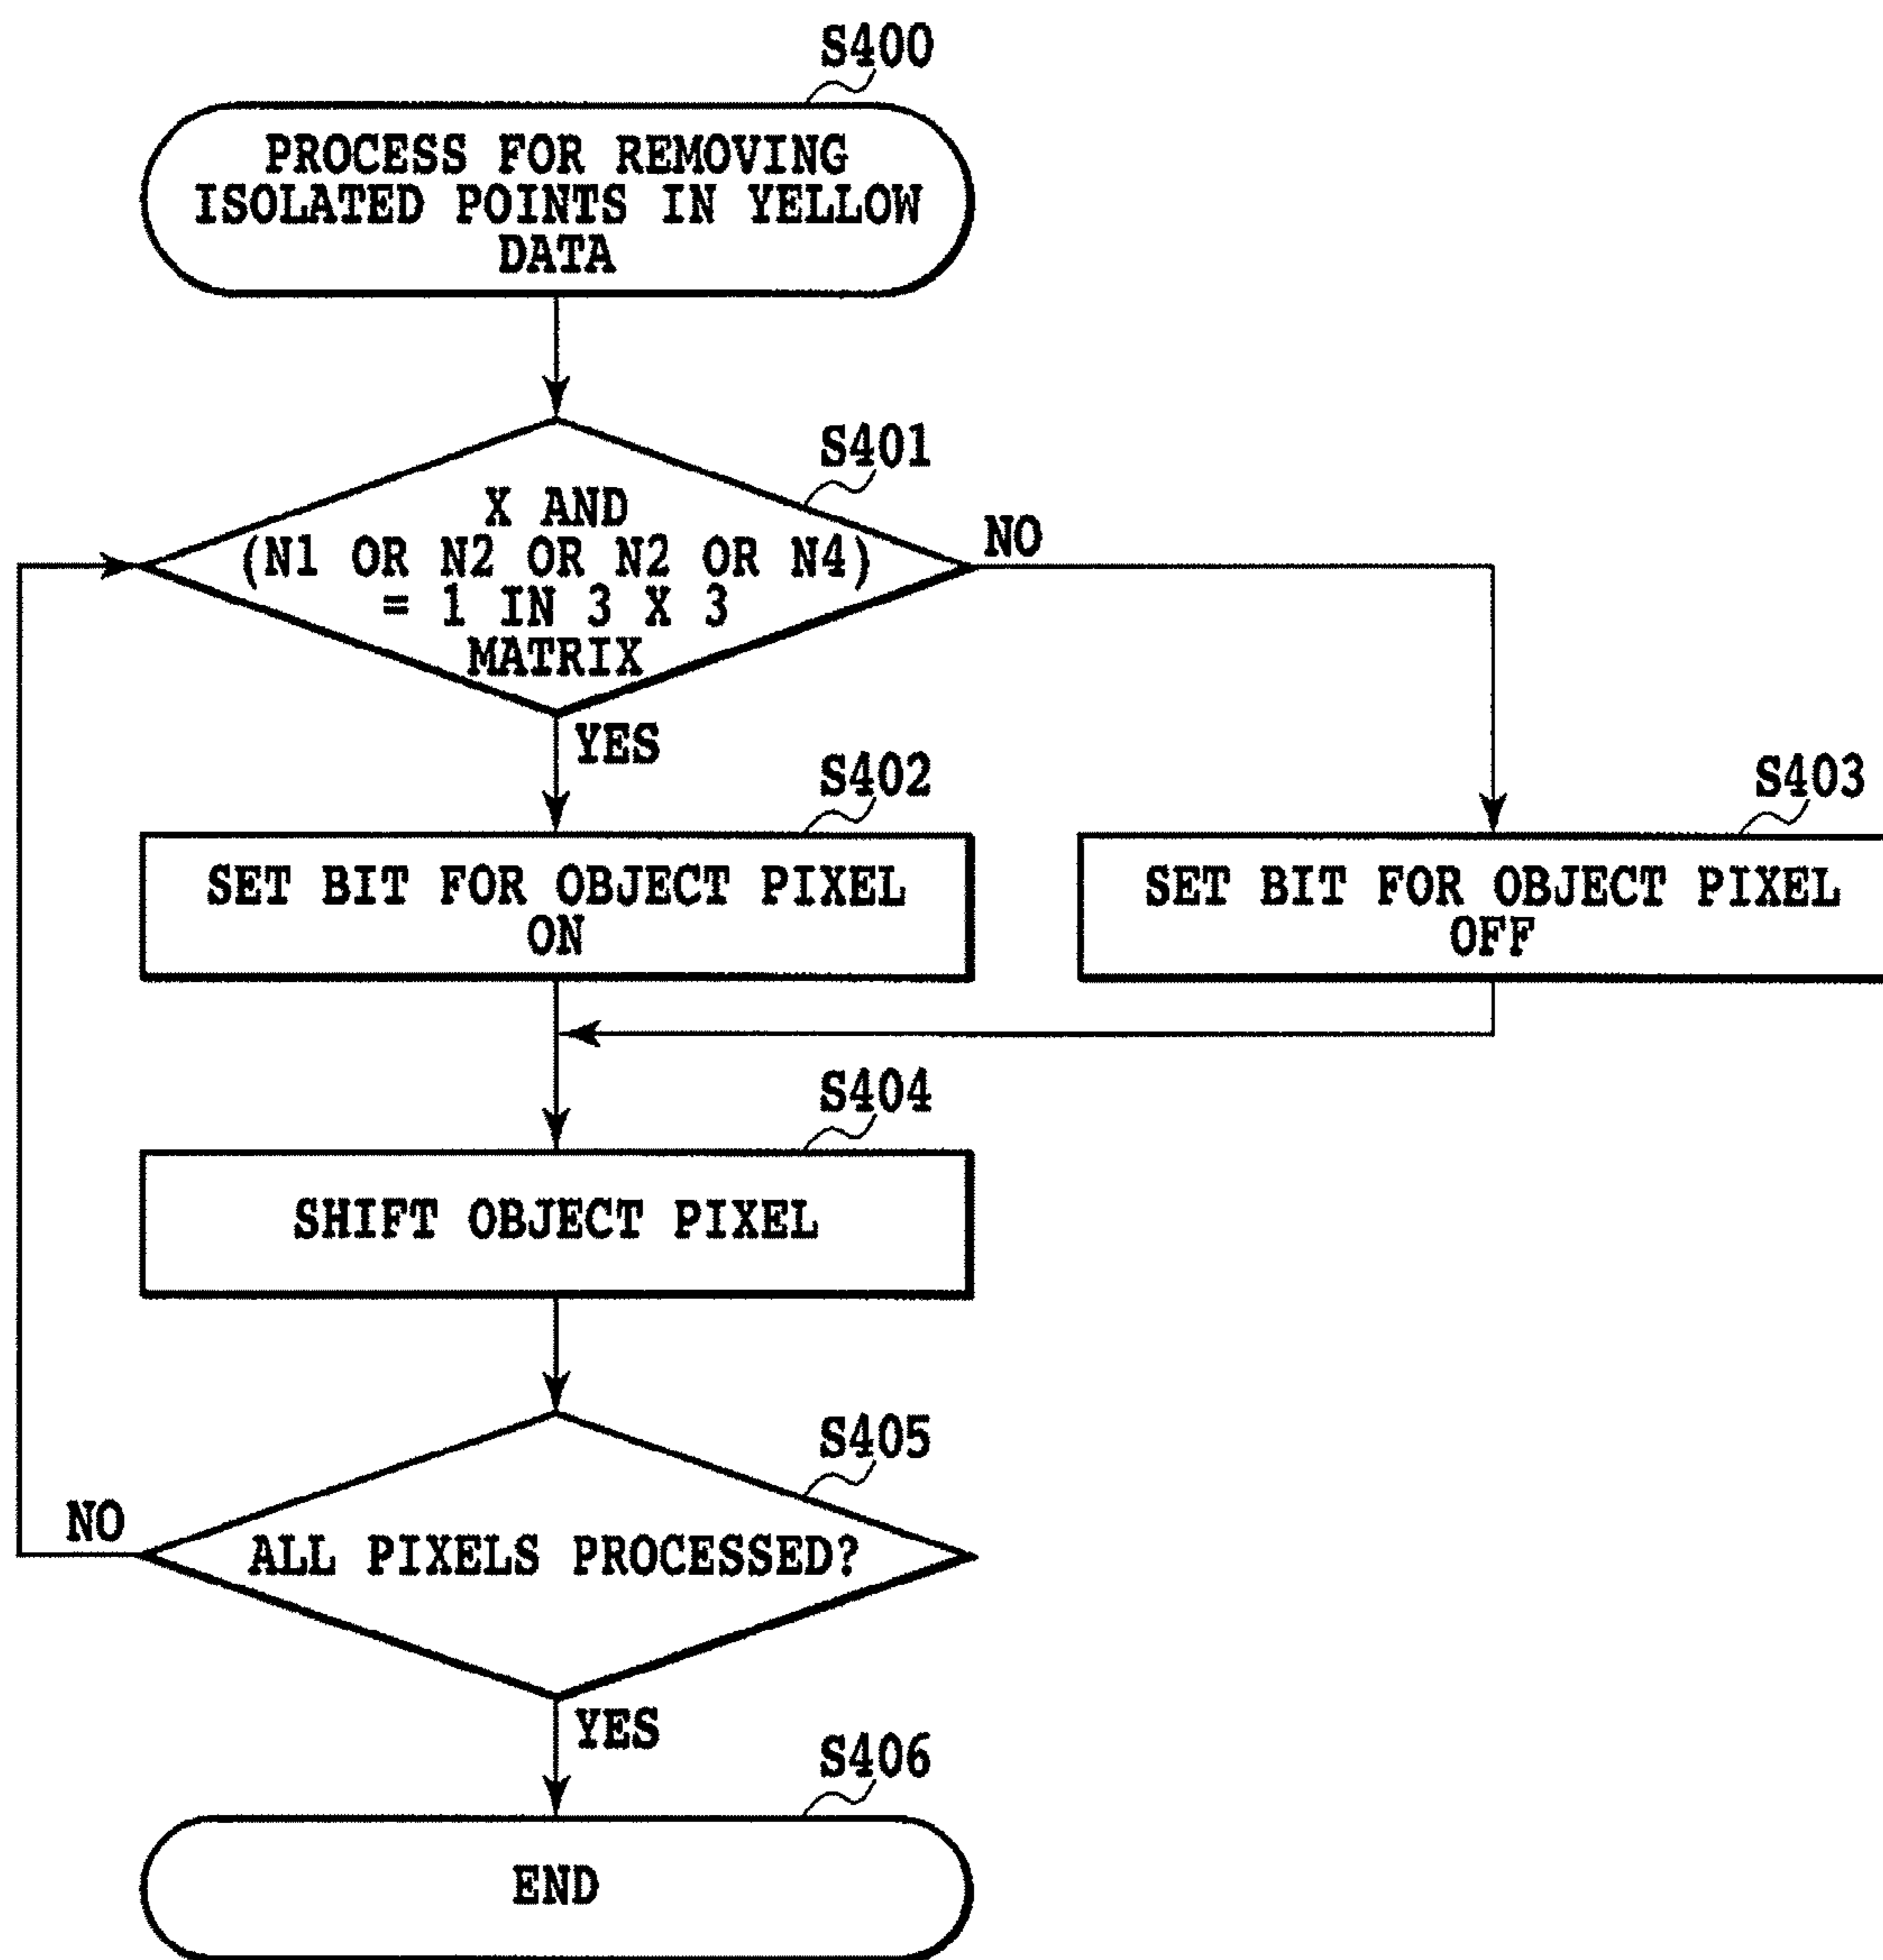 S400
PROCESS FOR REMOVING
ISOLATED POINTS IN YELLOW
DATA
S401
X AND
(N1 OR N2 OR N2 OR N4)
= 1 IN 3 X 3
MATRIX
NO
YES
S402
SET BIT FOR OBJECT PIXEL
ON
S403
SET BIT FOR OBJECT PIXEL
OFF
S404
SHIFT OBJECT PIXEL
S405
NO
ALL PIXELS PROCESSED?
YES
S406
END